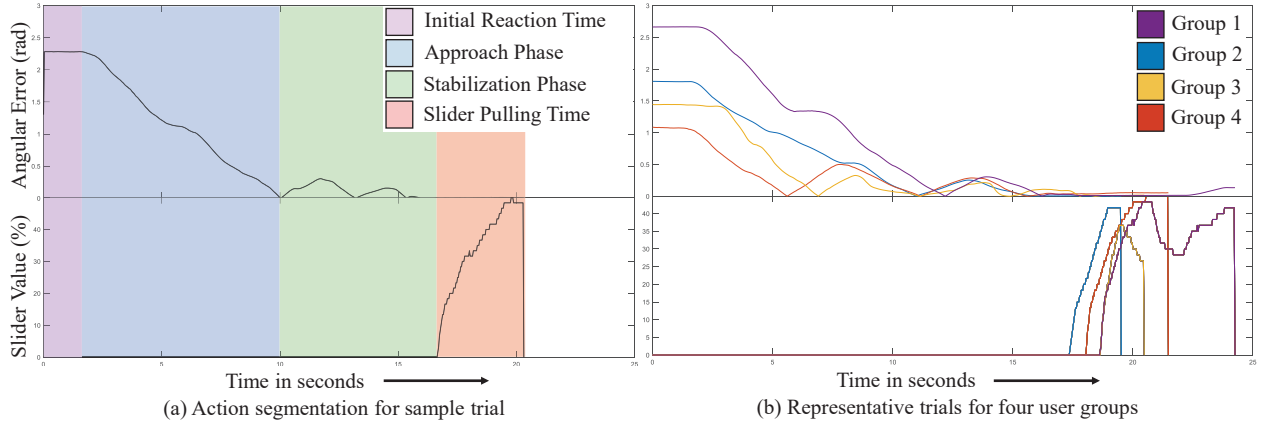 Angular Error (rad)
3
2.5
2
1.5
1
0.5
0
Initial Reaction Time
Approach Phase
Stabilization Phase
Slider Pulling Time
Slider Value (%)
40
30
20
10
0
0 5 10 15 20 25
Time in seconds
(a) Action segmentation for sample trial
3
2.5
2
1.5
1
0.5
0
Group 1
Group 2
Group 3
Group 4
40
35
30
25
20
15
10
5
0
0 5 10 15 20 25
Time in seconds
(b) Representative trials for four user groups